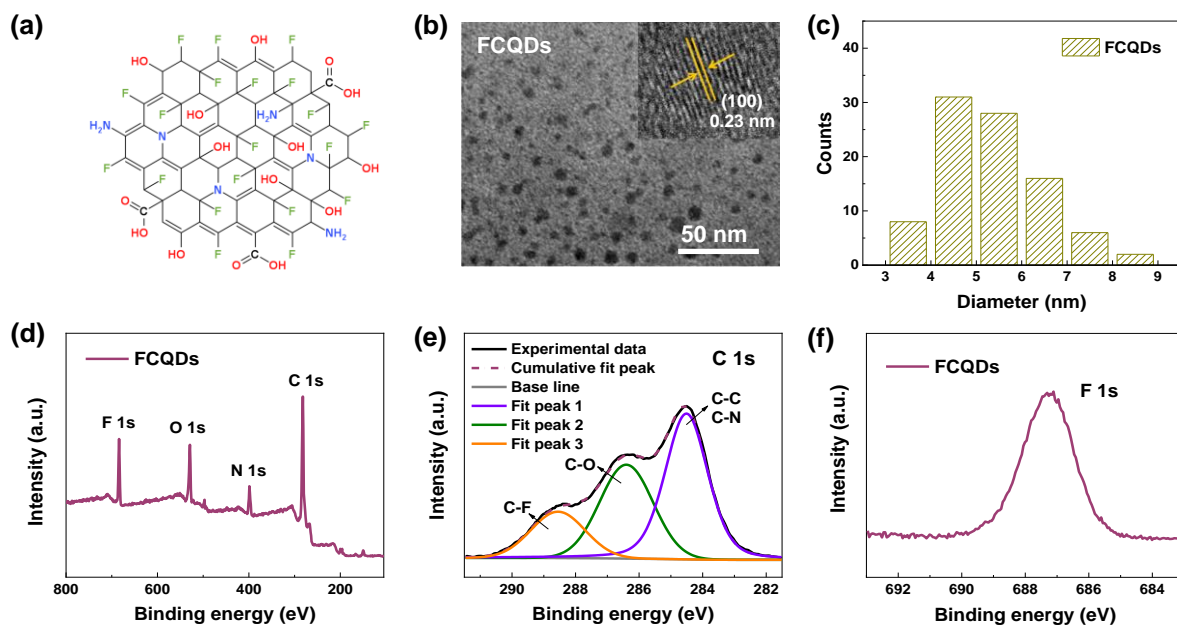 (a)
F OH F
HO F
F F F O
C
OH
F F
HO H₂N F
H₂N N F F
F OH F OH N F
F HO OH
F N F
O C F F F OH
HO NH₂
HO F O C OH F
(b)
FCQDs
(100)
0.23 nm
50 nm
(c)
FCQDs
Counts
40
30
20
10
0
3 4 5 6 7 8 9
Diameter (nm)
(d)
FCQDs
C 1s
F 1s
O 1s
N 1s
Intensity (a.u.)
800 600 400 200
Binding energy (eV)
(e)
Experimental data
Cumulative fit peak
Base line
Fit peak 1
Fit peak 2
Fit peak 3
C 1s
C-C
C-N
C-O
C-F
Intensity (a.u.)
290 288 286 284 282
Binding energy (eV)
(f)
FCQDs
F 1s
Intensity (a.u.)
692 690 688 686 684
Binding energy (eV)